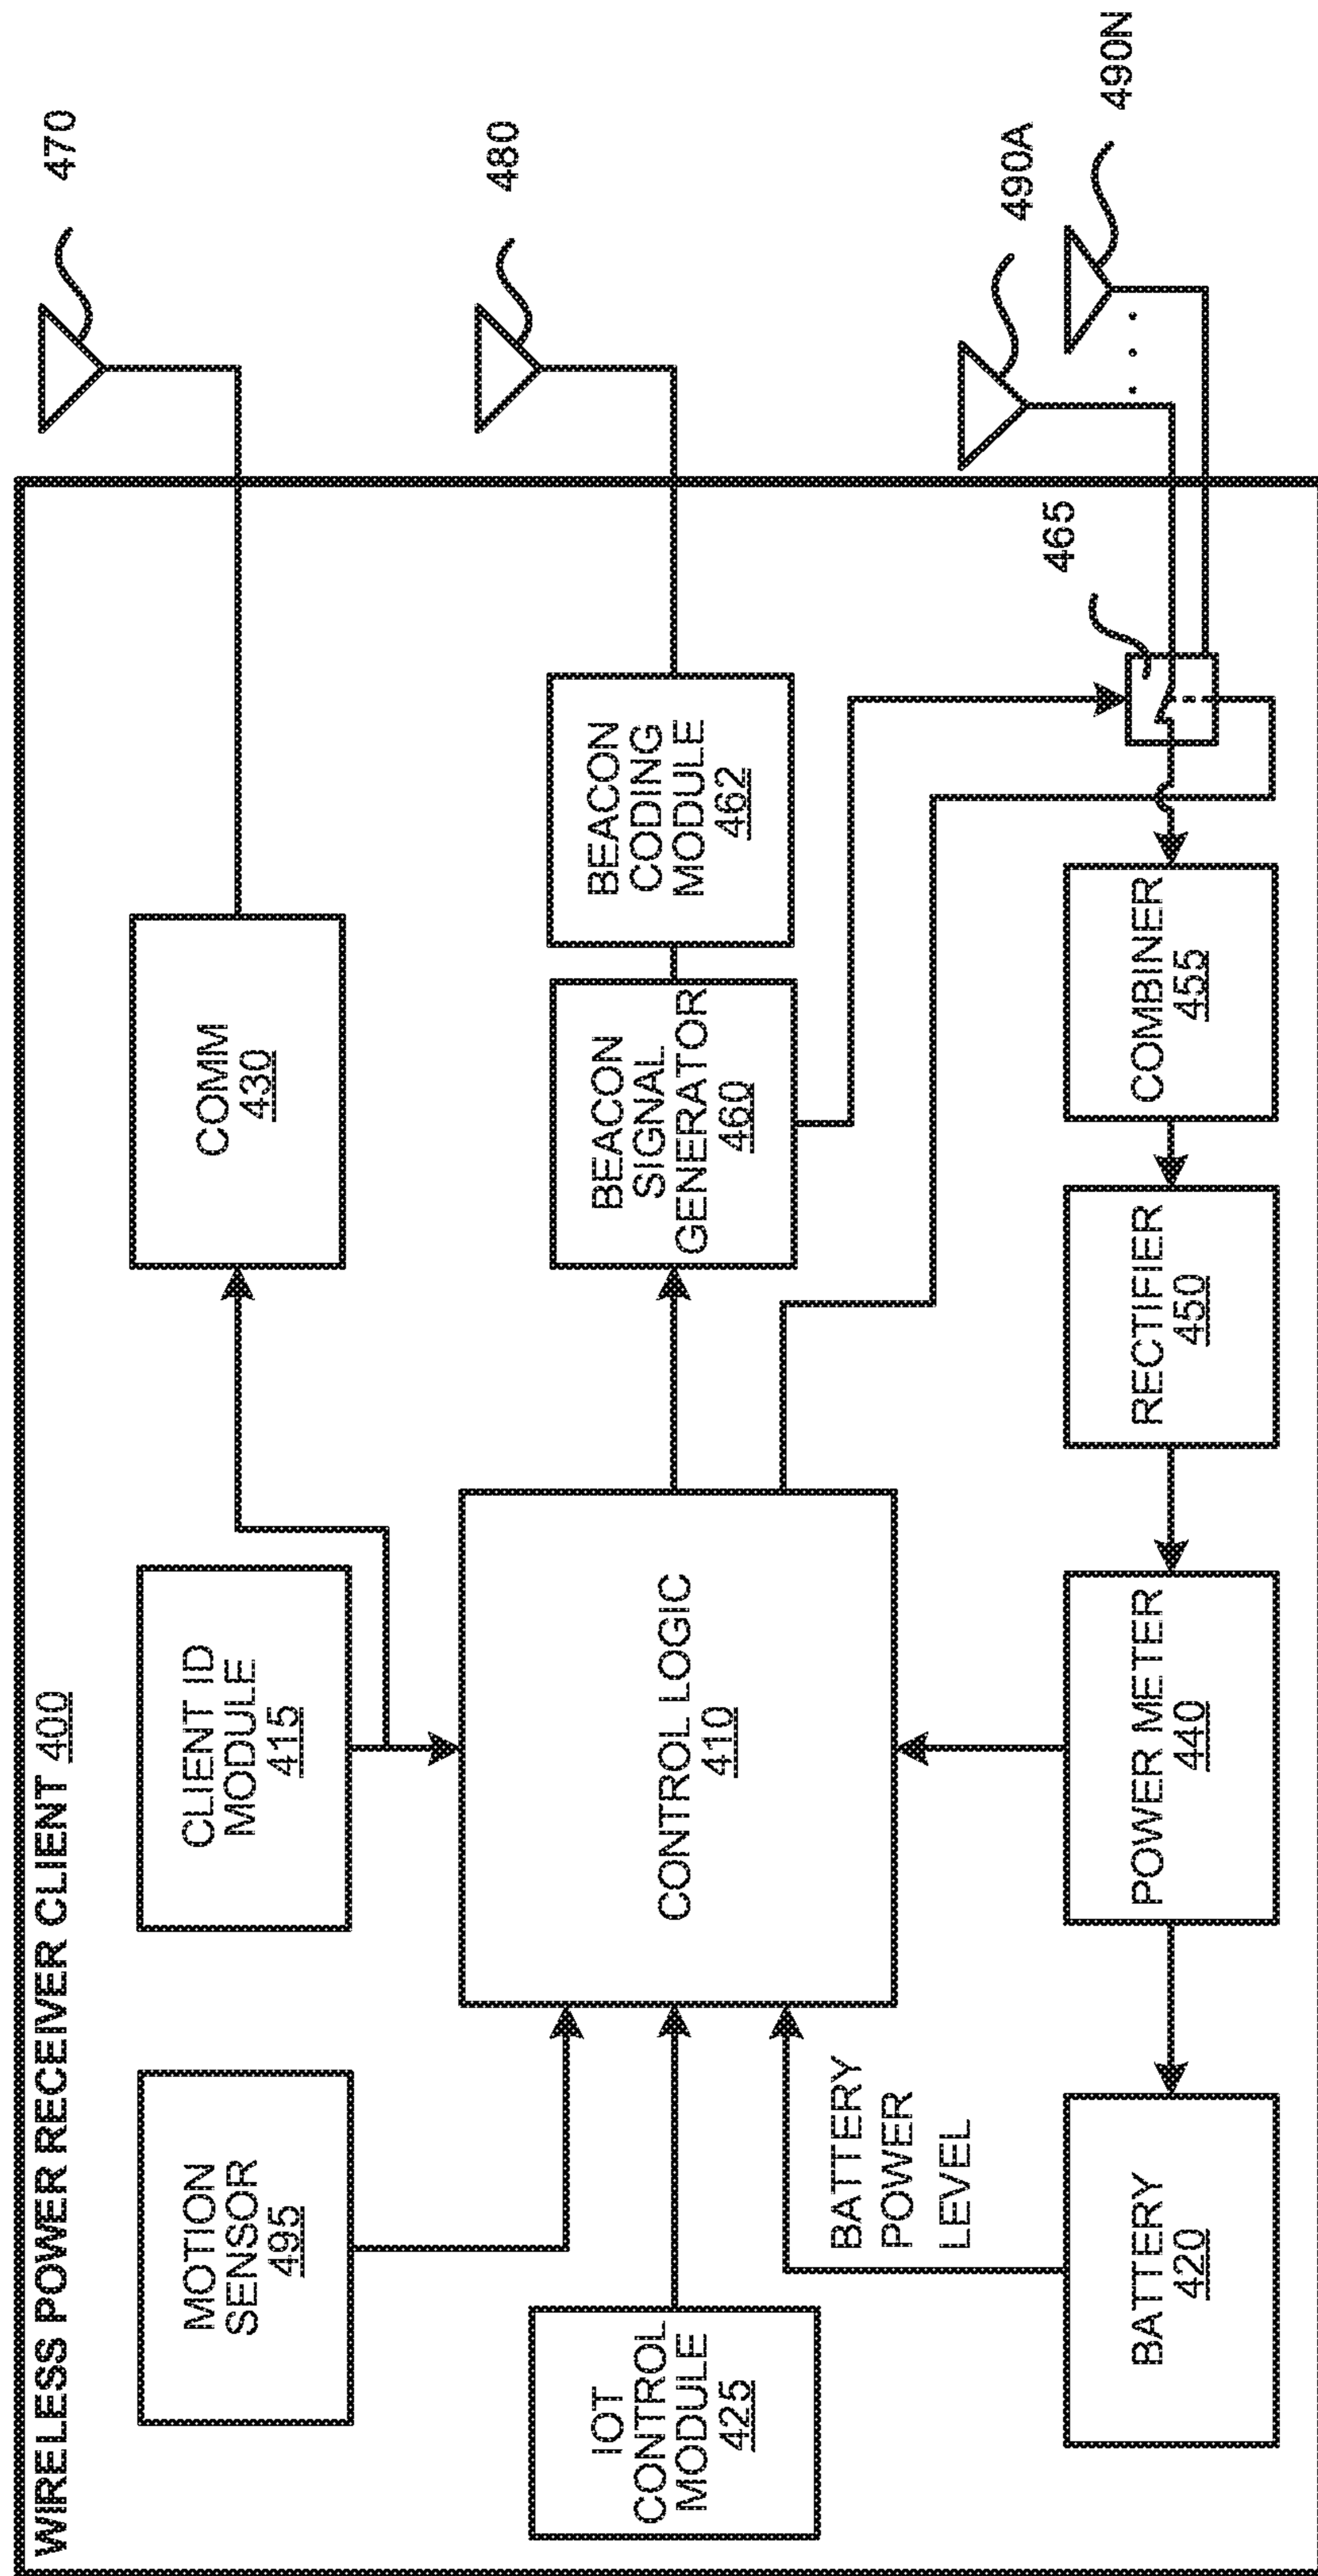 WIRELESS POWER RECEIVER CLIENT 400
MOTION
SENSOR
495
CLIENT ID
MODULE
415
COMM
430
470
IOT
CONTROL
MODULE
425
CONTROL LOGIC
410
BEACON
SIGNAL
GENERATOR
460
BEACON
CODING
MODULE
462
480
BATTERY
POWER
LEVEL
BATTERY
420
POWER METER
440
RECTIFIER
450
COMBINER
455
465
490A
490N